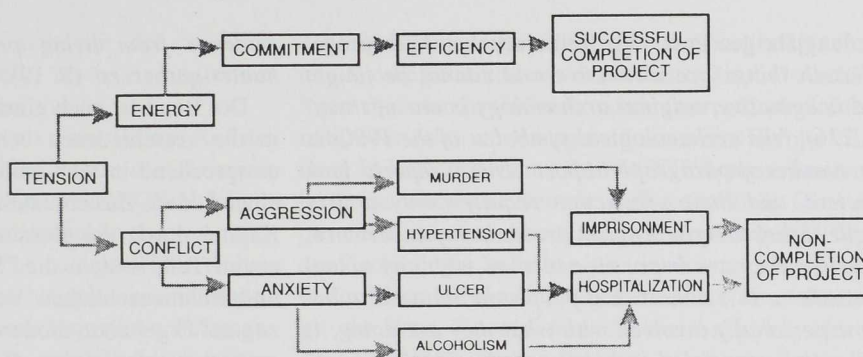 COMMITMENT
EFFICIENCY
SUCCESSFUL
COMPLETION OF
PROJECT
ENERGY
TENSION
CONFLICT
AGGRESSION
ANXIETY
MURDER
HYPERTENSION
ULCER
ALCOHOLISM
IMPRISONMENT
HOSPITALIZATION
NON-
COMPLETION
OF PROJECT